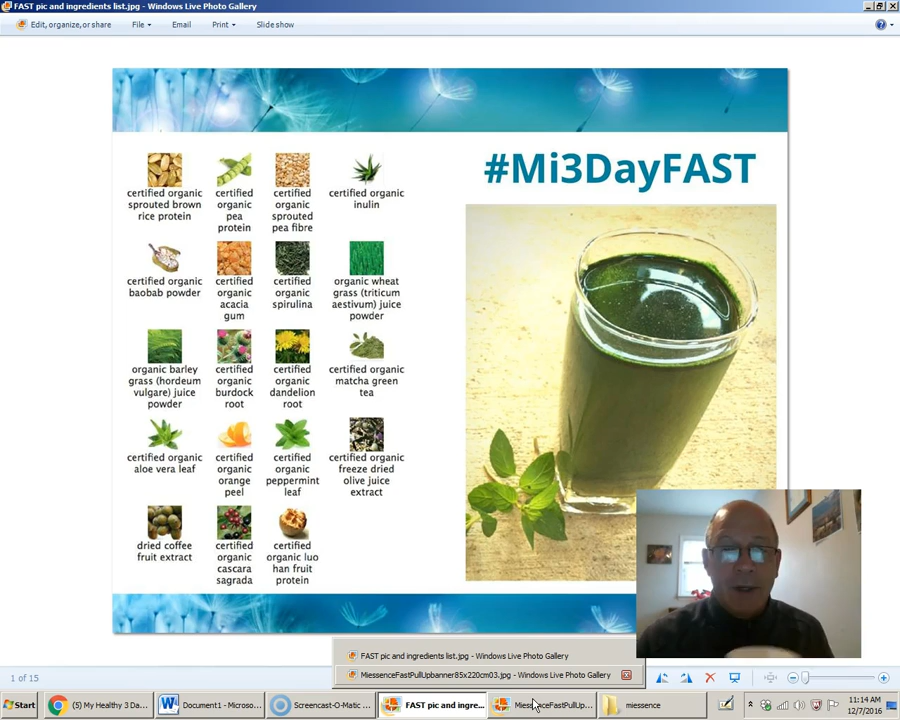 FAST pic and ingredients list.jpg - Windows Live Photo Gallery
Edit, organize,or share File Email Print Slide show
#Mi3DayFAST
certified organic
sprouted brown
rice protein
certified
organic
pea
protein
certified
organic
sprouted
pea fibre
certified organic
inulin
certified organic
baobab powder
certified
organic
acacia
gum
certified
organic
spirulina
organic wheat
grass (triticum
aestivum) juice
powder
organic barley
grass (hordeum
vulgare) juice
powder
certified
organic
burdock
root
certified
organic
dandelion
root
certified organic
matcha green
tea
certified organic
aloe vera leaf
certified
organic
orange
peel
certified
organic
peppermint
leaf
certified organic
freeze dried
olive juice
extract
dried coffee
fruit extract
certified
organic
cascara
sagrada
certified
organic luo
han fruit
protein
FAST pic and ingredients list.jpg - Windows Live Photo Gallery
MiessenceFastPullUpbanner85x220cm03.jpg - Windows Live Photo Gallery
1 of 15
Start (5) My Healthy 3 Da... Document1 - Microso... Screencast-O-Matic ... FAST pic and ingre... MiessenceFastPullUp... miessence
11:14 AM
12/7/2016